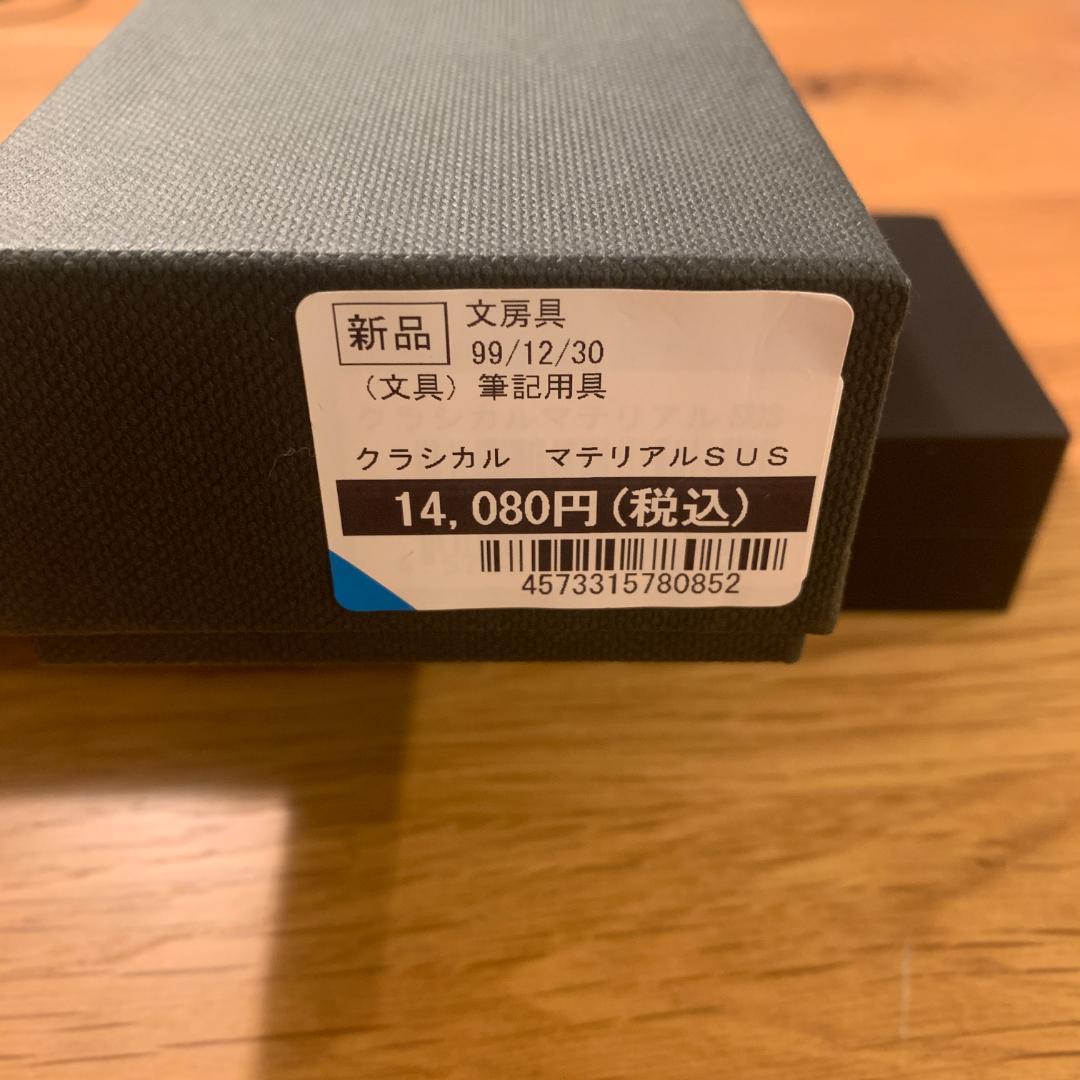 新品
文房具
99/12/30
(文具) 筆記用具
クラシカル　マテリアルSUS
14,080円(税込)
4573315780852